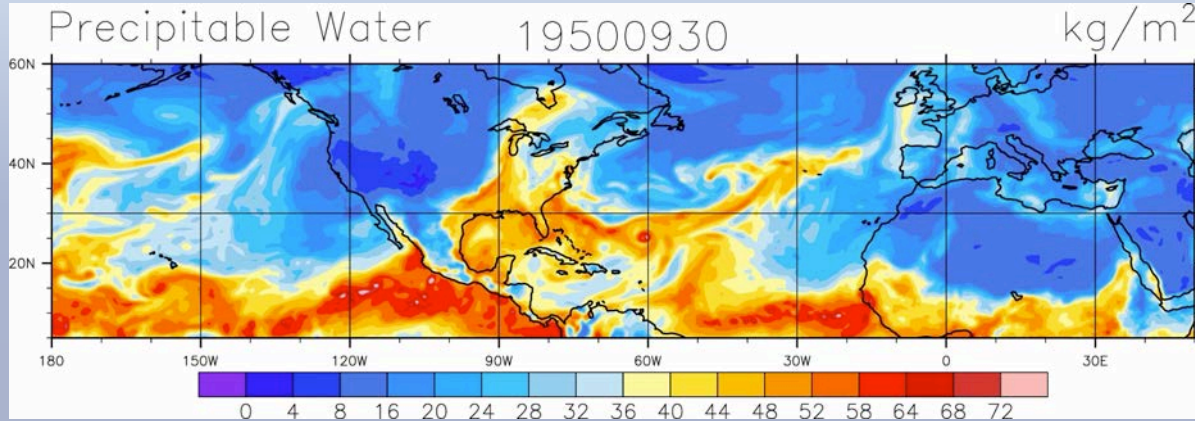 Precipitable Water 19500930 kg/m²
60N
40N
20N
180 150W 120W 90W 60W 30W 0 30E
0 4 8 16 20 24 28 32 36 40 44 48 52 58 64 68 72